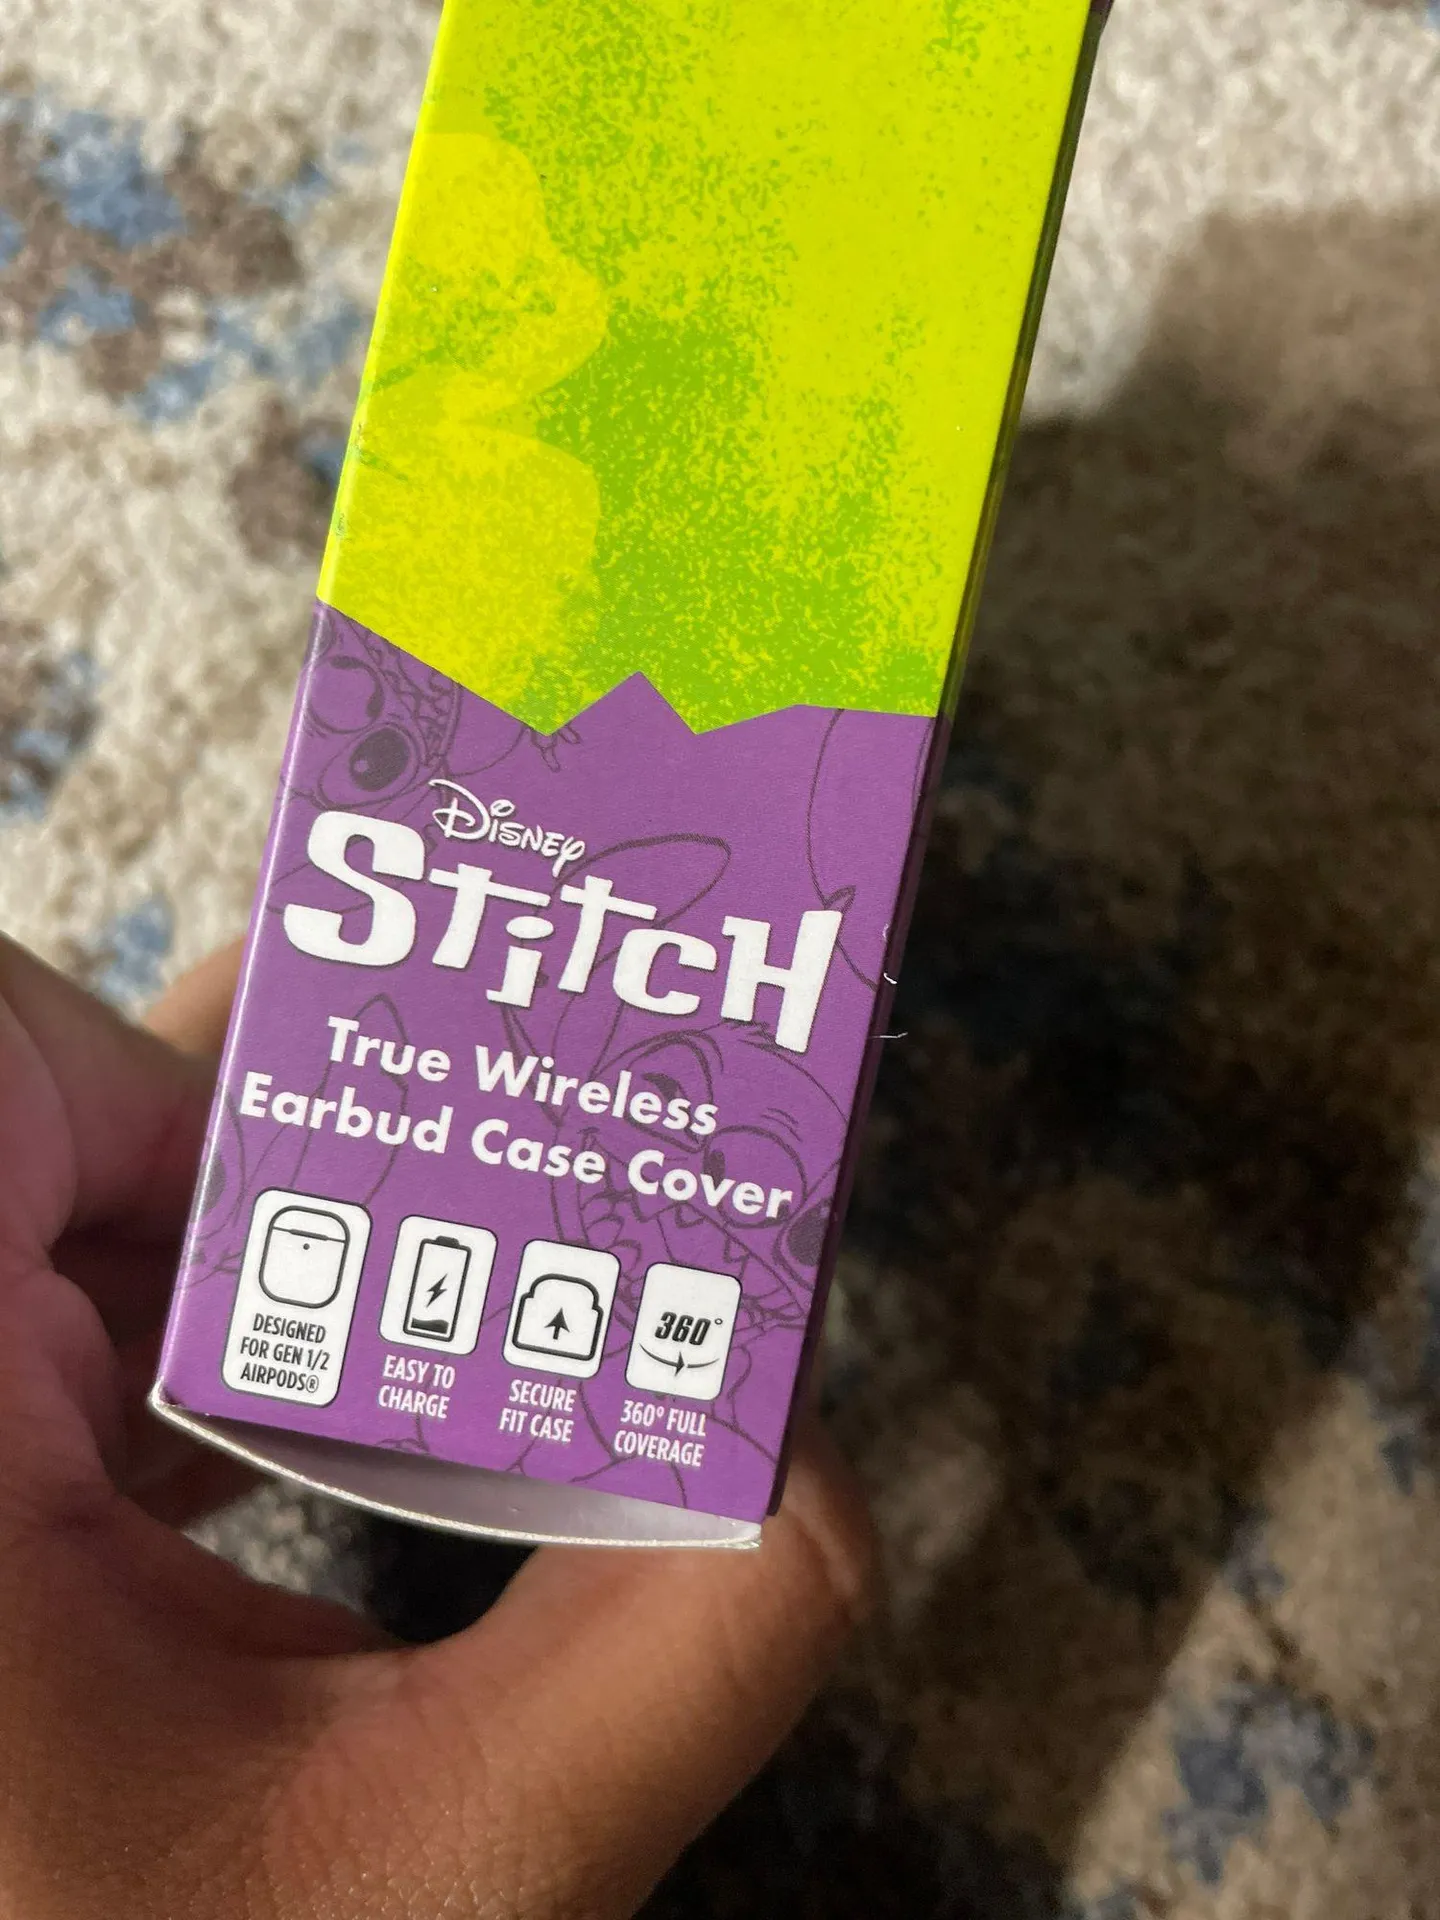 Disney
Stitch
True Wireless
Earbud Case Cover
DESIGNED
FOR GEN 1/2
AIRPODS®
EASY TO
CHARGE
SECURE
FIT CASE
360°
360° FULL
COVERAGE